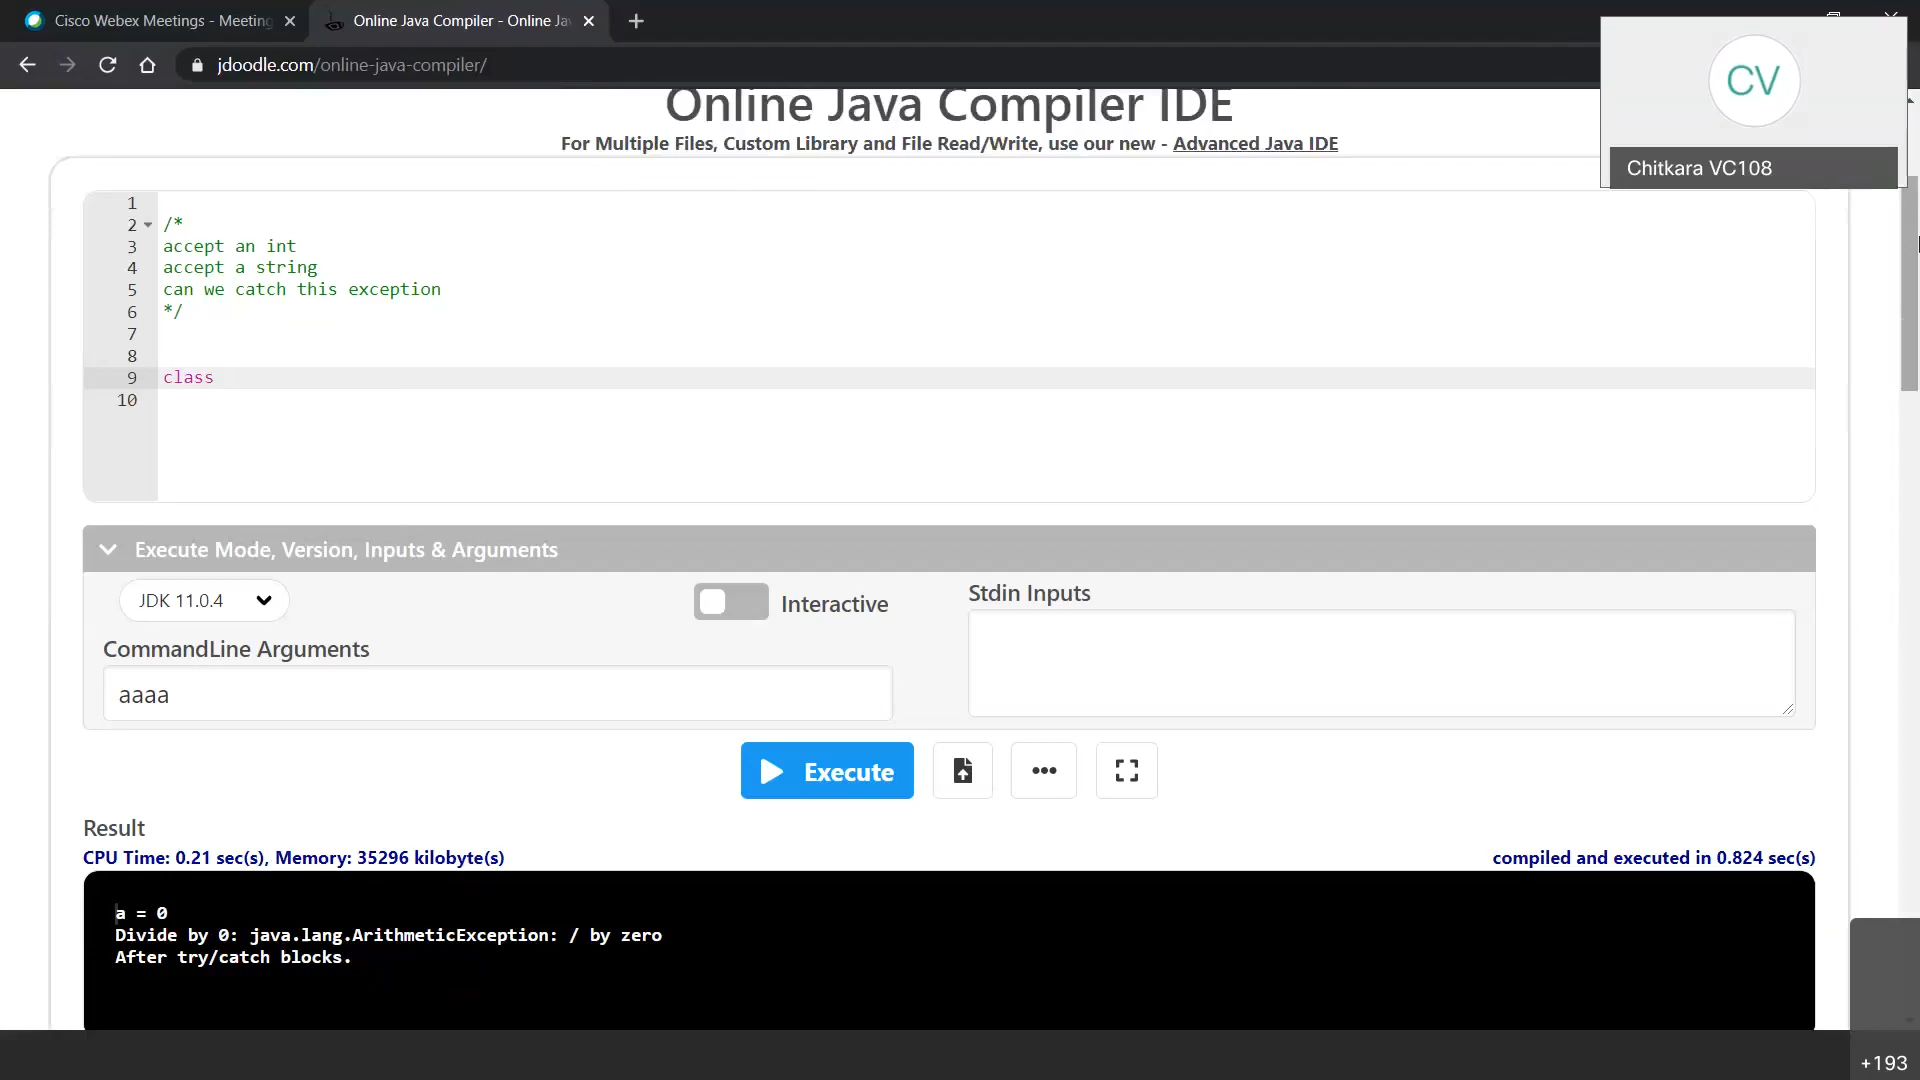 Cisco Webex Meetings - Meeting
Online Java Compiler - Online Ja
jdoodle.com/online-java-compiler/
CV
Chitkara VC108
Online Java Compiler IDE
For Multiple Files, Custom Library and File Read/Write, use our new - Advanced Java IDE
1
2 /*
3 accept an int
4 accept a string
5 can we catch this exception
6 */
7
8
9 class
10
Execute Mode, Version, Inputs & Arguments
JDK 11.0.4
Interactive
Stdin Inputs
CommandLine Arguments
aaaa
Execute
Result
CPU Time: 0.21 sec(s), Memory: 35296 kilobyte(s)
compiled and executed in 0.824 sec(s)
a = 0
Divide by 0: java.lang.ArithmeticException: / by zero
After try/catch blocks.
+193